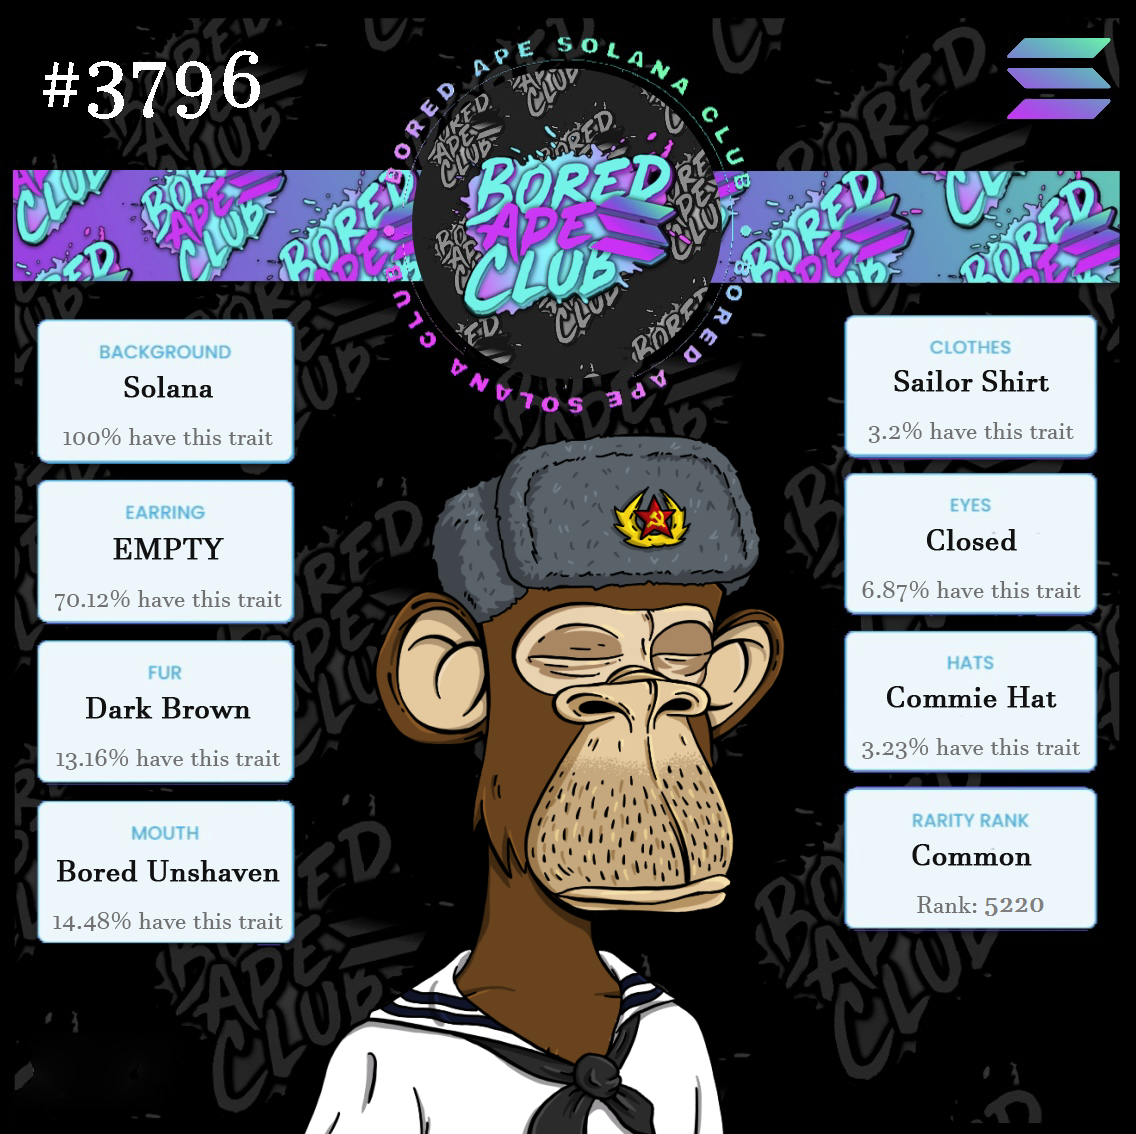 #3796
BORED APE SOLANA CLUB
BORED APE SOLANA CLUB
BORED
APE
CLUB
BACKGROUND
Solana
100% have this trait
EARRING
EMPTY
70.12% have this trait
FUR
Dark Brown
13.16% have this trait
MOUTH
Bored Unshaven
14.48% have this trait
CLOTHES
Sailor Shirt
3.2% have this trait
EYES
Closed
6.87% have this trait
HATS
Commie Hat
3.23% have this trait
RARITY RANK
Common
Rank: 5220